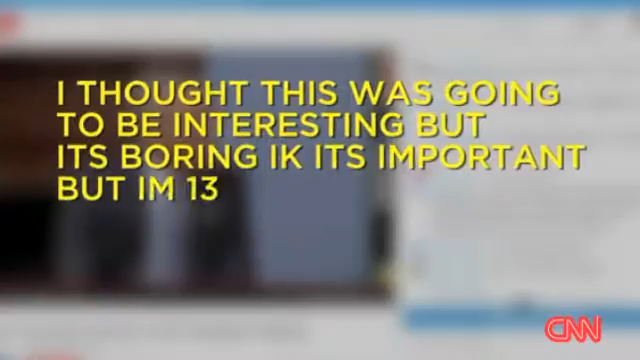 I THOUGHT THIS WAS GOING
TO BE INTERESTING BUT
ITS BORING IK ITS IMPORTANT
BUT IM 13
CNN